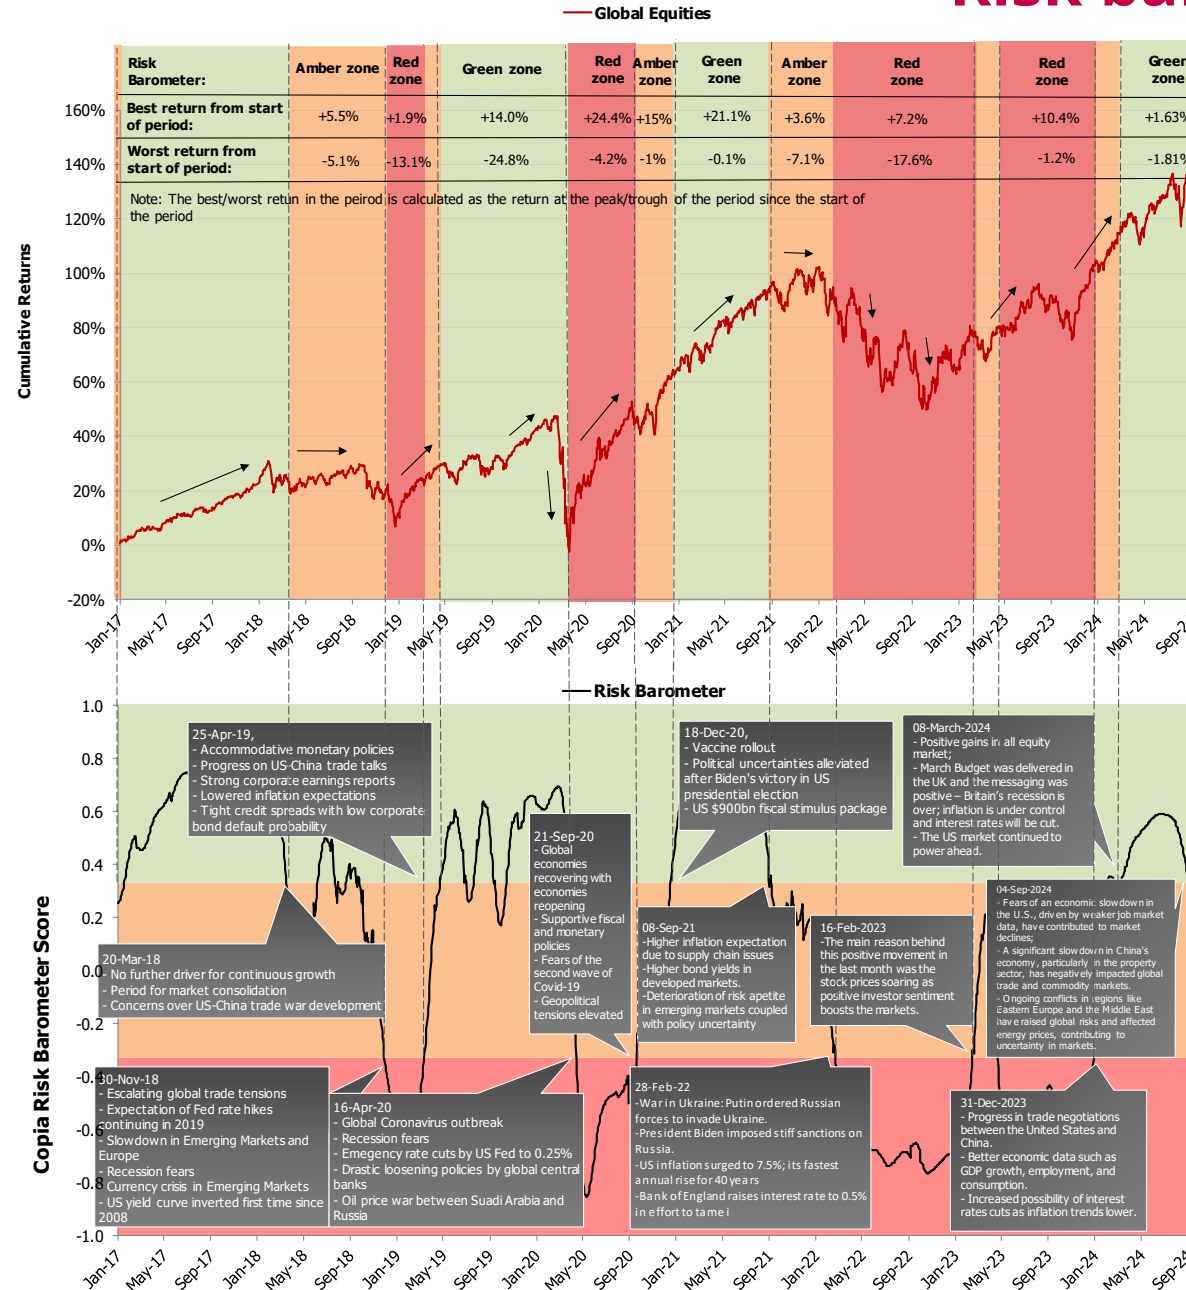 Global Equities
Risk
Barometer:
Amber zone
Red
zone
Green zone
Red
zone
Amber
zone
Green
zone
Amber
zone
Red
zone
Red
zone
Green
zone
Best return from start
of period:
+5.5%
+1.9%
+14.0%
+24.4%
+15%
+21.1%
+3.6%
+7.2%
+10.4%
+1.63%
Worst return from
start of period:
-5.1%
-13.1%
-24.8%
-4.2%
-1%
-0.1%
-7.1%
-17.6%
-1.2%
-1.81%
Note: The best/worst retun in the peirod is calculated as the return at the peak/trough of the period since the start of
the period
Cumulative Returns
160%
140%
120%
100%
80%
60%
40%
20%
0%
-20%
Jan-17
May-17
Sep-17
Jan-18
May-18
Sep-18
Jan-19
May-19
Sep-19
Jan-20
May-20
Sep-20
Jan-21
May-21
Sep-21
Jan-22
May-22
Sep-22
Jan-23
May-23
Sep-23
Jan-24
May-24
Risk Barometer
Copia Risk Barometer Score
1.0
0.8
0.6
0.4
0.2
0.0
-0.2
-0.4
-0.6
-0.8
-1.0
25-Apr-19,
- Accommodative monetary policies
- Progress on US-China trade talks
- Strong corporate earnings reports
- Lowered inflation expectations
- Tight credit spreads with low corporate
bond default probability
18-Dec-20,
- Vaccine rollout
- Political uncertainties alleviated
after Biden's victory in US
presidential election
- US $900bn fiscal stimulus package
08-March-2024
- Positive gains in all equity
market;
- March Budget was delivered in
the UK and the messaging was
positive – Britain's recession is
over; inflation is under control
and interest rates will be cut.
- The US market continued to
power ahead.
21-Sep-20
- Global
economies
recovering with
economies
reopening
- Supportive fiscal
and monetary
policies
- Fears of the
second wave of
Covid-19
- Geopolitical
tensions elevated
04-Sep-2024
- Fears of an economic slowdown in
the U.S., driven by weaker job market
data, have contributed to market
declines;
- A significant slowdown in China's
economy, particularly in the property
sector, has negatively impacted global
trade and commodity markets.
- Ongoing conflicts in regions like
Eastern Europe and the Middle East
have raised global risks and affected
energy prices, contributing to
uncertainty in markets.
08-Sep-21
-Higher inflation expectation
due to supply chain issues
-Higher bond yields in
developed markets.
-Deterioration of risk apetite
in emerging markets coupled
with policy uncertainty
16-Feb-2023
-The main reason behind
this positive movement in
the last month was the
stock prices soaring as
positive investor sentiment
boosts the markets.
20-Mar-18
- No further driver for continuous growth
- Period for market consolidation
- Concerns over US-China trade war development
30-Nov-18
- Escalating global trade tensions
- Expectation of Fed rate hikes
continuing in 2019
- Slowdown in Emerging Markets and
Europe
- Recession fears
- Currency crisis in Emerging Markets
- US yield curve inverted first time since
2008
16-Apr-20
- Global Coronavirus outbreak
- Recession fears
- Emegency rate cuts by US Fed to 0.25%
- Drastic loosening policies by global central
banks
- Oil price war between Suadi Arabia and
Russia
28-Feb-22
-War in Ukraine: Putin ordered Russian
forces to invade Ukraine.
-President Biden imposed stiff sanctions on
Russia.
-US inflation surged to 7.5%; its fastest
annual rise for 40 years
-Bank of England raises interest rate to 0.5%
in effort to tame i
31-Dec-2023
- Progress in trade negotiations
between the United States and
China.
- Better economic data such as
GDP growth, employment, and
consumption.
- Increased possibility of interest
rates cuts as inflation trends lower.
Jan-17
May-17
Sep-17
Jan-18
May-18
Sep-18
Jan-19
May-19
Sep-19
Jan-20
May-20
Sep-20
Jan-21
May-21
Sep-21
Jan-22
May-22
Sep-22
Jan-23
May-23
Sep-23
Jan-24
May-24
Sep-24